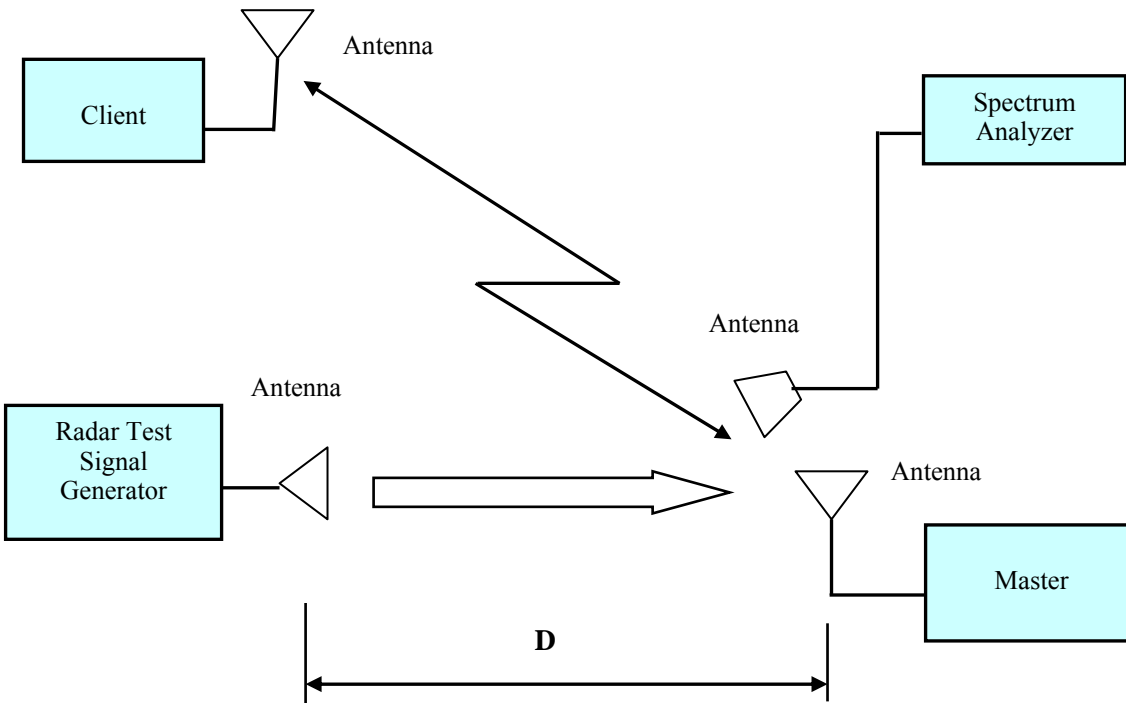 Antenna
Client
Spectrum
Analyzer
Antenna
Antenna
Radar Test
Signal
Generator
Antenna
Master
D